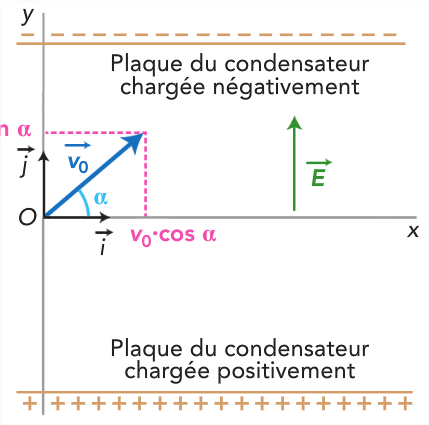 y
Plaque du condensateur
chargée négativement
n α
j
v0
α
E
O
i
v0·cos α
x
Plaque du condensateur
chargée positivement